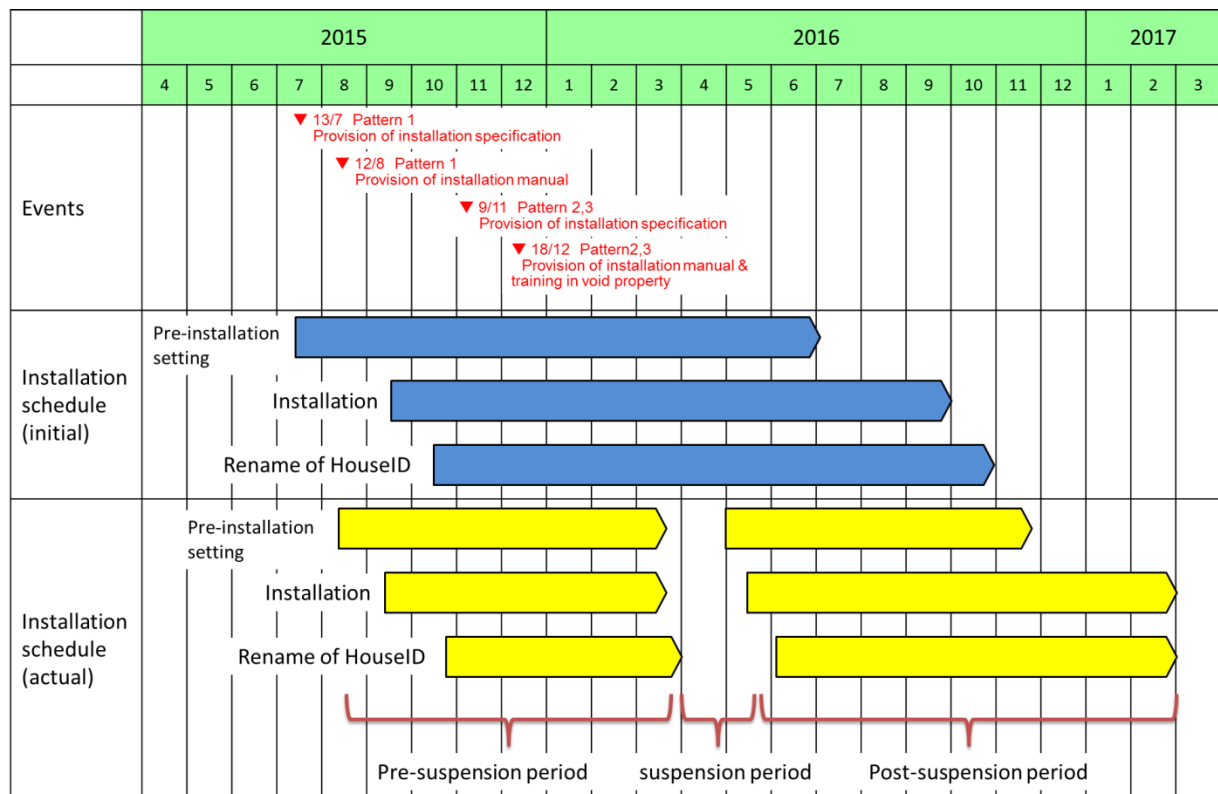 2015 2016 2017
4 5 6 7 8 9 10 11 12 1 2 3 4 5 6 7 8 9 10 11 12 1 2 3
Events
▼ 13/7 Pattern 1
Provision of installation specification
▼ 12/8 Pattern 1
Provision of installation manual
▼ 9/11 Pattern 2,3
Provision of installation specification
▼ 18/12 Pattern2,3
Provision of installation manual &
training in void property
Installation
schedule
(initial)
Pre-installation
setting
Installation
Rename of HouseID
Installation
schedule
(actual)
Pre-installation
setting
Installation
Rename of HouseID
Pre-suspension period suspension period Post-suspension period